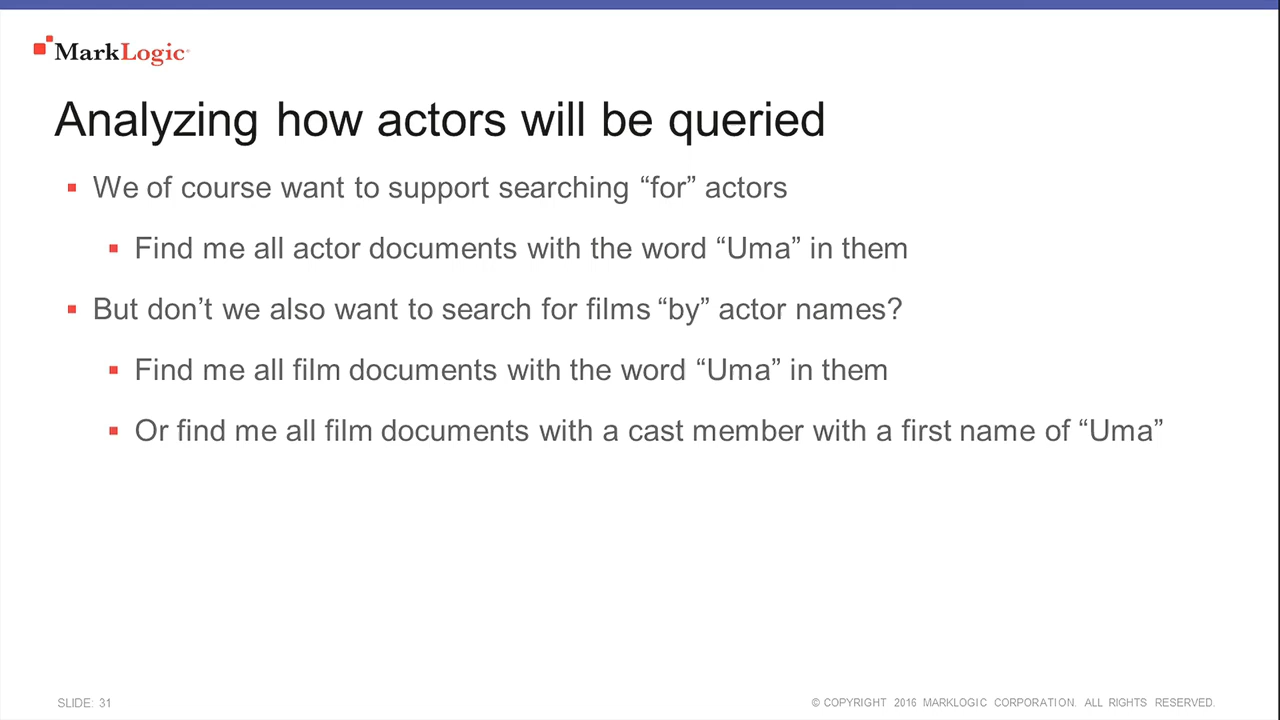 MarkLogic
Analyzing how actors will be queried
We of course want to support searching “for” actors
Find me all actor documents with the word “Uma” in them
But don’t we also want to search for films “by” actor names?
Find me all film documents with the word “Uma” in them
Or find me all film documents with a cast member with a first name of “Uma”
SLIDE: 31
© COPYRIGHT 2016 MARKLOGIC CORPORATION. ALL RIGHTS RESERVED.